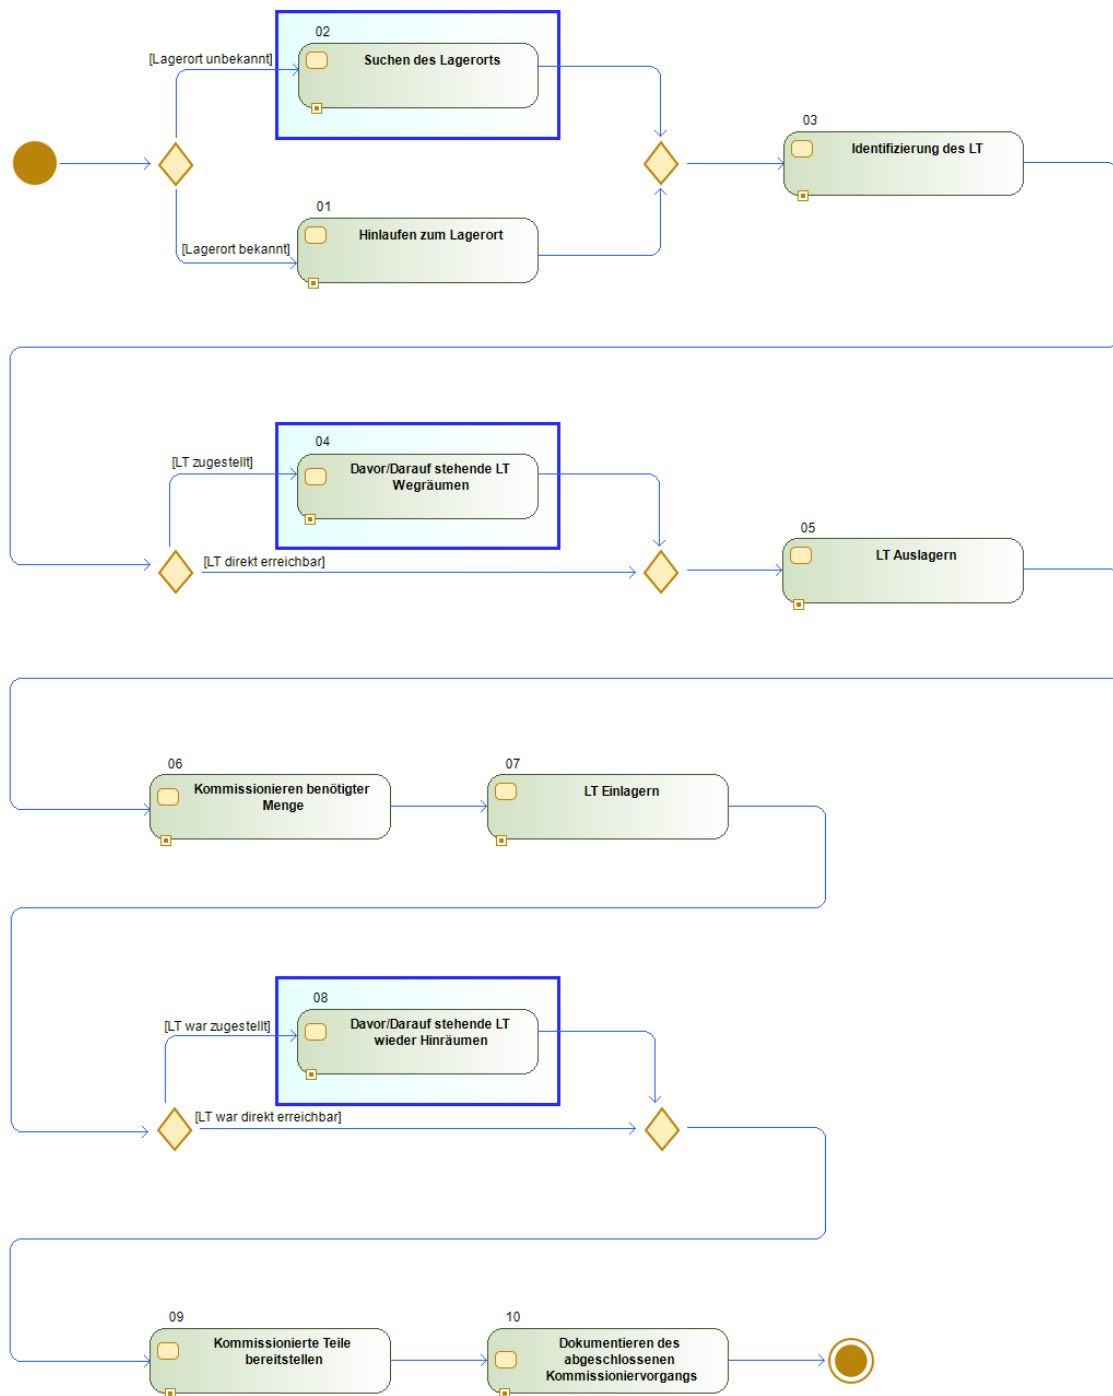 02
[Lagerort unbekannt]
Suchen des Lagerorts
03
Identifizierung des LT
01
Hinlaufen zum Lagerort
[Lagerort bekannt]
04
[LT zugestellt]
Davor/Darauf stehende LT
Wegräumen
05
LT Auslagern
[LT direkt erreichbar]
06
Kommissionieren benötigter
Menge
07
LT Einlagern
08
[LT war zugestellt]
Davor/Darauf stehende LT
wieder Hinräumen
[LT war direkt erreichbar]
09
Kommissionierte Teile
bereitstellen
10
Dokumentieren des
abgeschlossenen
Kommissioniervorgangs